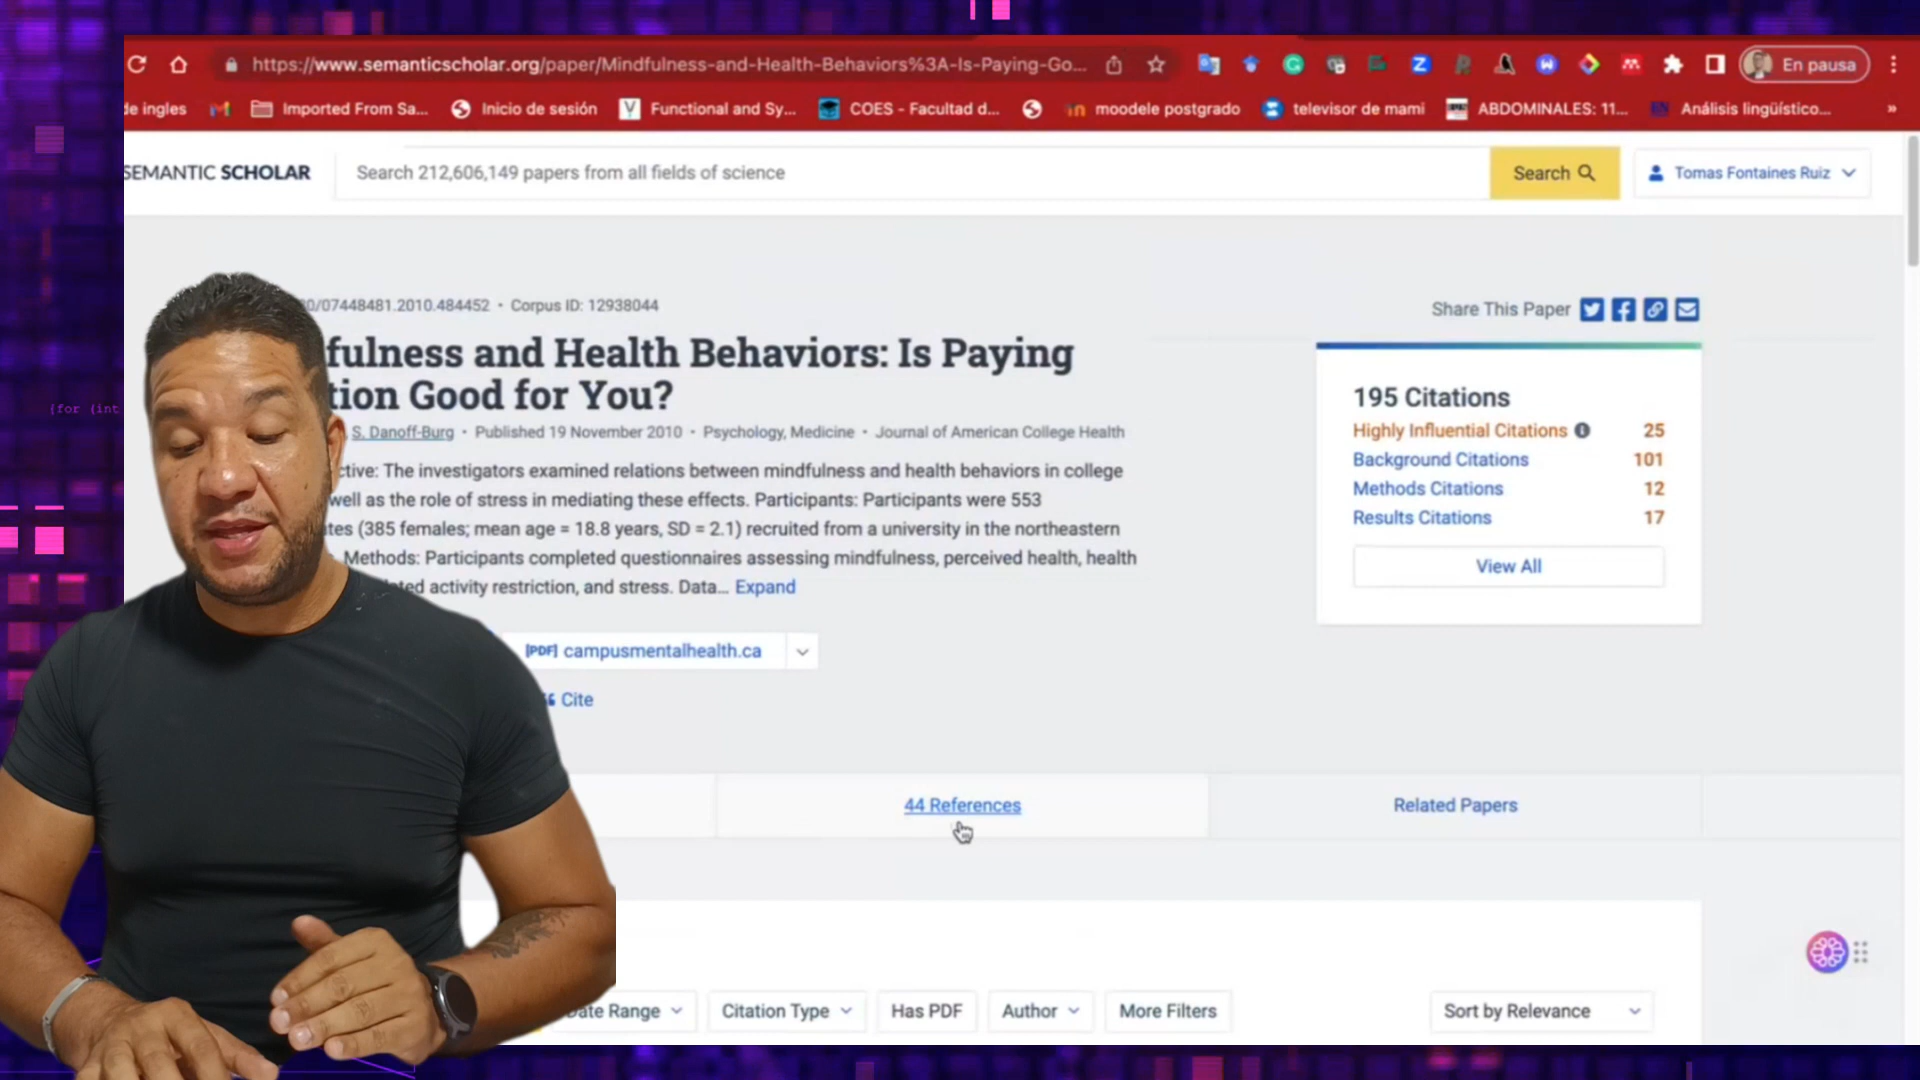 https://www.semanticscholar.org/paper/Mindfulness-and-Health-Behaviors%3A-Is-Paying-Go...
En pausa
de ingles
Imported From Sa...
Inicio de sesión
Functional and Sy...
COES - Facultad d...
moodele postgrado
televisor de mami
ABDOMINALES: 11...
Análisis lingüístico...
»
SEMANTIC SCHOLAR
Search 212,606,149 papers from all fields of science
Search
Tomas Fontaines Ruiz
0/07448481.2010.484452 • Corpus ID: 12938044
Share This Paper
fulness and Health Behaviors: Is Paying
tion Good for You?
S. Danoff-Burg • Published 19 November 2010 • Psychology, Medicine • Journal of American College Health
ctive: The investigators examined relations between mindfulness and health behaviors in college
well as the role of stress in mediating these effects. Participants: Participants were 553
ates (385 females; mean age = 18.8 years, SD = 2.1) recruited from a university in the northeastern
. Methods: Participants completed questionnaires assessing mindfulness, perceived health, health
ted activity restriction, and stress. Data... Expand
195 Citations
Highly Influential Citations 25
Background Citations 101
Methods Citations 12
Results Citations 17
View All
[PDF] campusmentalhealth.ca
Cite
44 References
Related Papers
Date Range
Citation Type
Has PDF
Author
More Filters
Sort by Relevance
{for (int